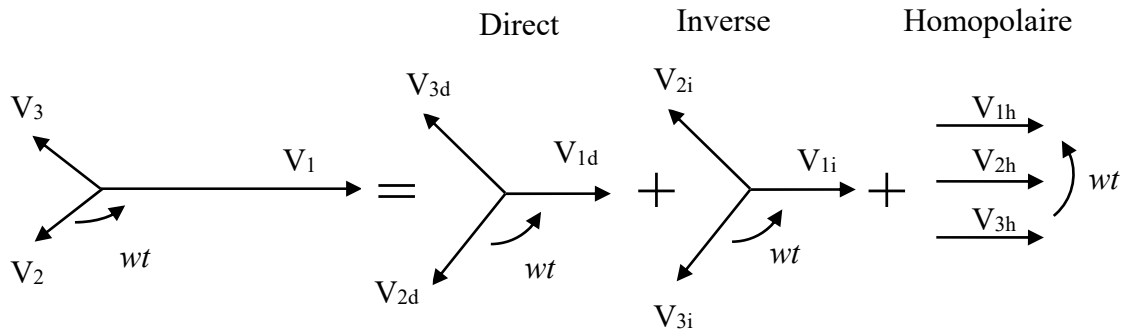 Direct Inverse Homopolaire
V3d V2i
V3 V1h
V1 V1d V1i
= + + V2h wt
V3h
wt wt wt
V2 V2d
V3i